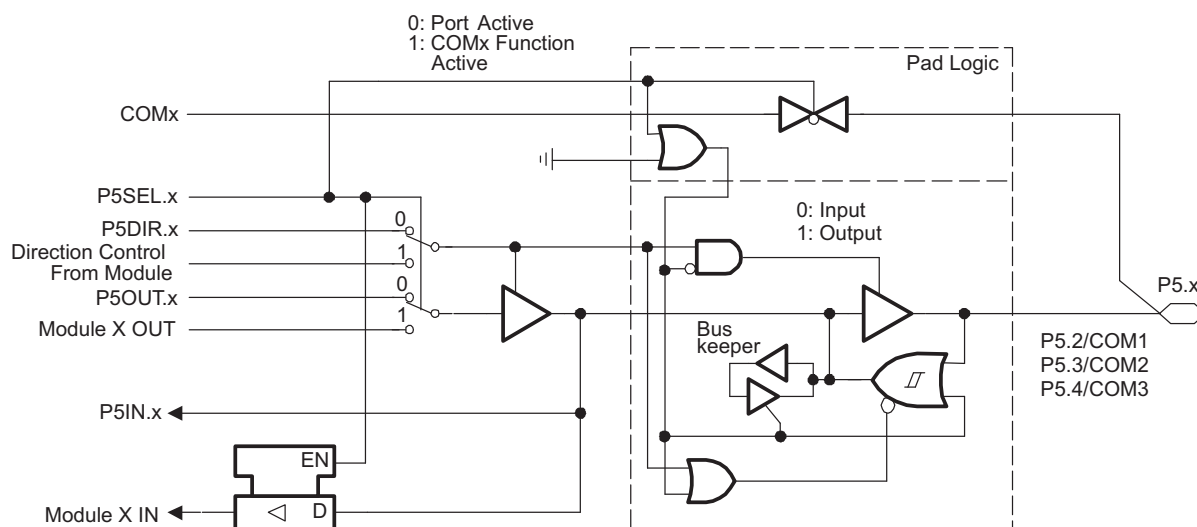 0: Port Active
1: COMx Function
Active
Pad Logic
COMx
P5SEL.x
P5DIR.x
0
Direction Control
From Module
1
P5OUT.x
0
Module X OUT
1
0: Input
1: Output
P5.x
Bus
keeper
P5.2/COM1
P5.3/COM2
P5.4/COM3
P5IN.x
EN
Module X IN
D